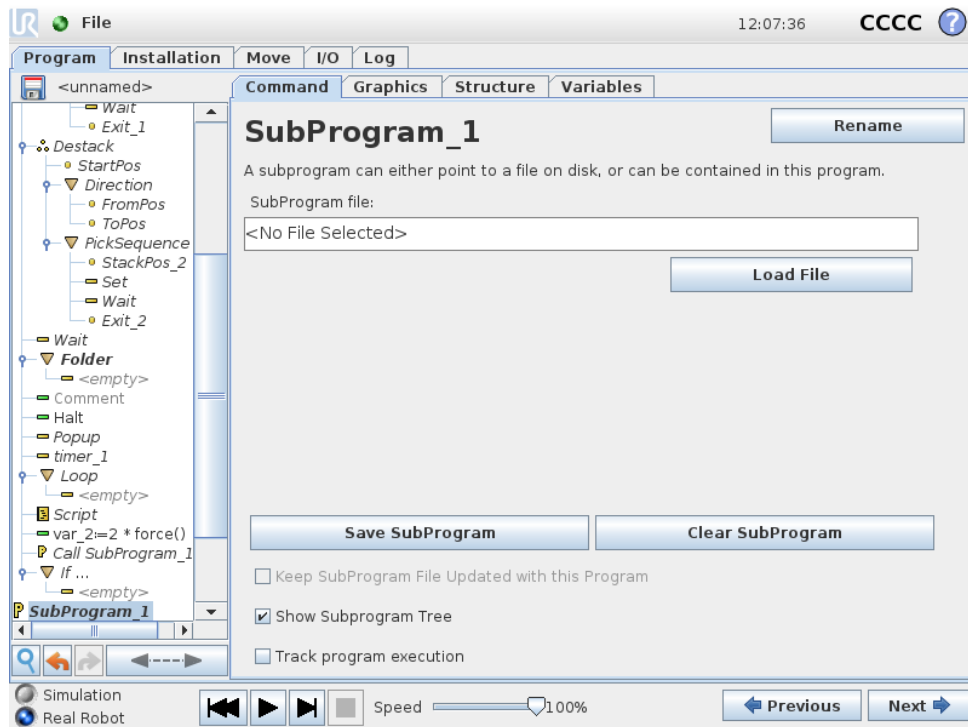 UR File 12:07:36 CCCC ?
Program Installation Move I/O Log
<unnamed>
Command Graphics Structure Variables
Wait
Exit_1
Destack
StartPos
Direction
FromPos
ToPos
PickSequence
StackPos_2
Set
Wait
Exit_2
Wait
Folder
<empty>
Comment
Halt
Popup
timer_1
Loop
<empty>
Script
var_2:=2 * force()
Call SubProgram_1
If ...
<empty>
SubProgram_1
SubProgram_1
Rename
A subprogram can either point to a file on disk, or can be contained in this program.
SubProgram file:
<No File Selected>
Load File
Save SubProgram Clear SubProgram
Keep SubProgram File Updated with this Program
Show Subprogram Tree
Track program execution
Simulation
Real Robot
Speed 100%
Previous Next